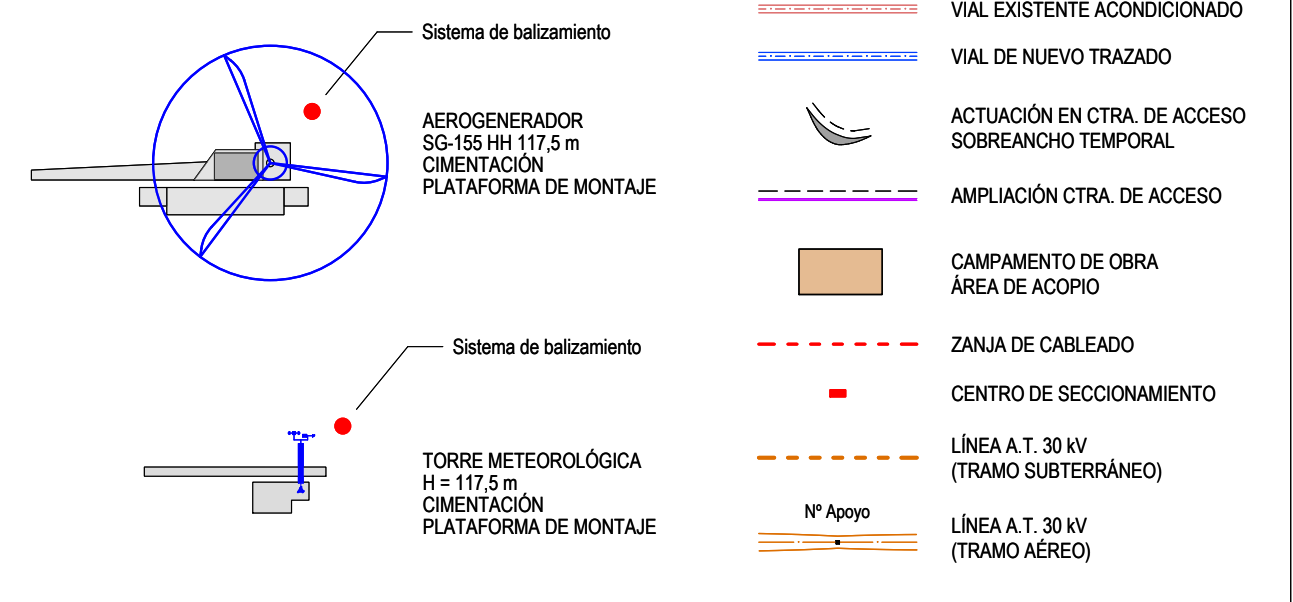 Sistema de balizamiento
AEROGENERADOR
SG-155 HH 117,5 m
CIMENTACIÓN
PLATAFORMA DE MONTAJE
Sistema de balizamiento
TORRE METEOROLÓGICA
H = 117,5 m
CIMENTACIÓN
PLATAFORMA DE MONTAJE
VIAL EXISTENTE ACONDICIONADO
VIAL DE NUEVO TRAZADO
ACTUACIÓN EN CTRA. DE ACCESO
SOBREANCHO TEMPORAL
AMPLIACIÓN CTRA. DE ACCESO
CAMPAMENTO DE OBRA
ÁREA DE ACOPIO
ZANJA DE CABLEADO
CENTRO DE SECCIONAMIENTO
LÍNEA A.T. 30 kV
(TRAMO SUBTERRÁNEO)
Nº Apoyo
LÍNEA A.T. 30 kV
(TRAMO AÉREO)